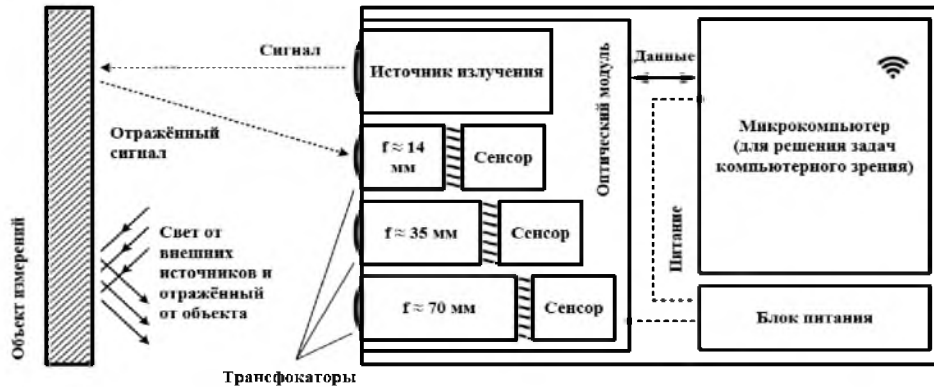 Объект измерений
Сигнал
Отражённый
сигнал
Свет от
внешних
источников и
отражённый
от объекта
Трансфокаторы
Источник излучения
f ≈ 14
мм
Сенсор
f ≈ 35 мм
Сенсор
f ≈ 70 мм
Сенсор
Оптический модуль
Данные
Питание
Микрокомпьютер
(для решения задач
компьютерного зрения)
Блок питания